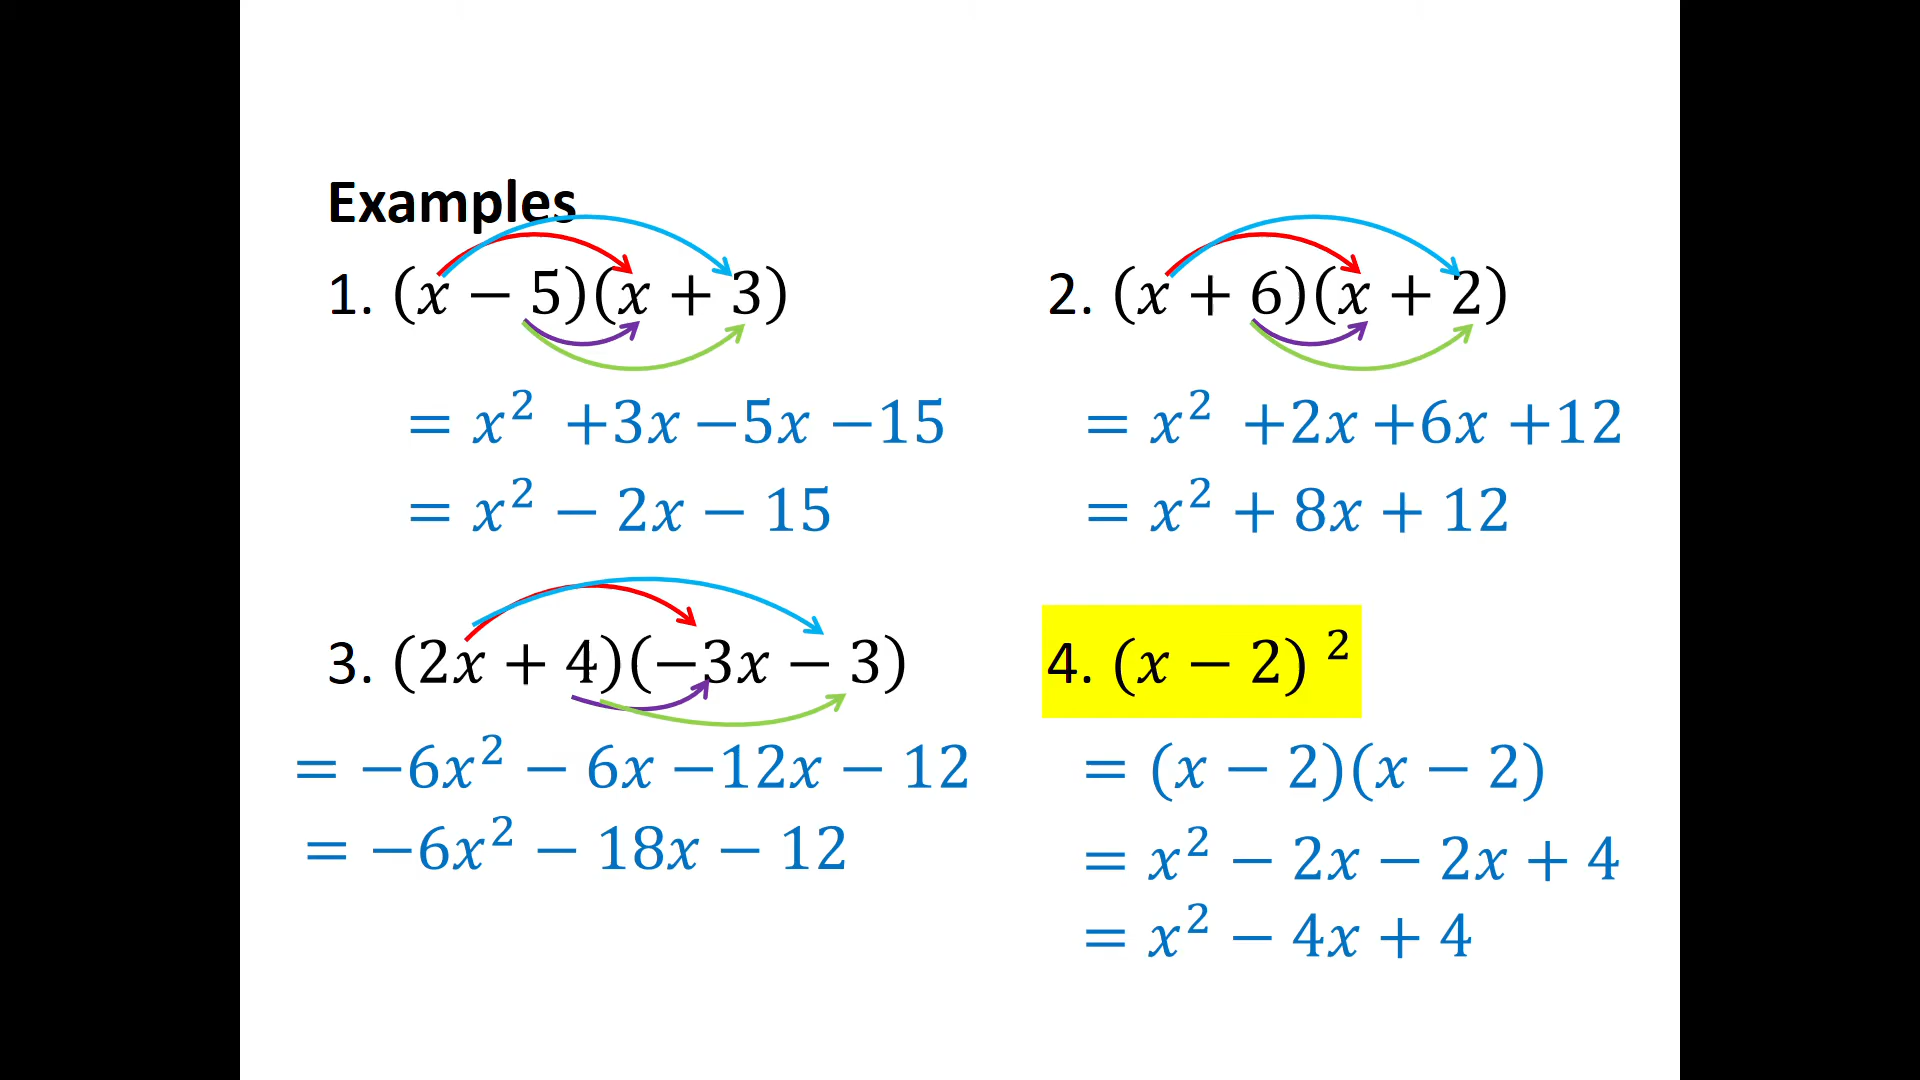 Examples
1. (x − 5)(x + 3)
= x² +3x −5x −15
= x² − 2x − 15
2. (x + 6)(x + 2)
= x² +2x +6x +12
= x² + 8x + 12
3. (2x + 4)(−3x − 3)
= −6x² − 6x −12x − 12
= −6x² − 18x − 12
4. (x − 2) ²
= (x − 2)(x − 2)
= x² − 2x − 2x + 4
= x² − 4x + 4